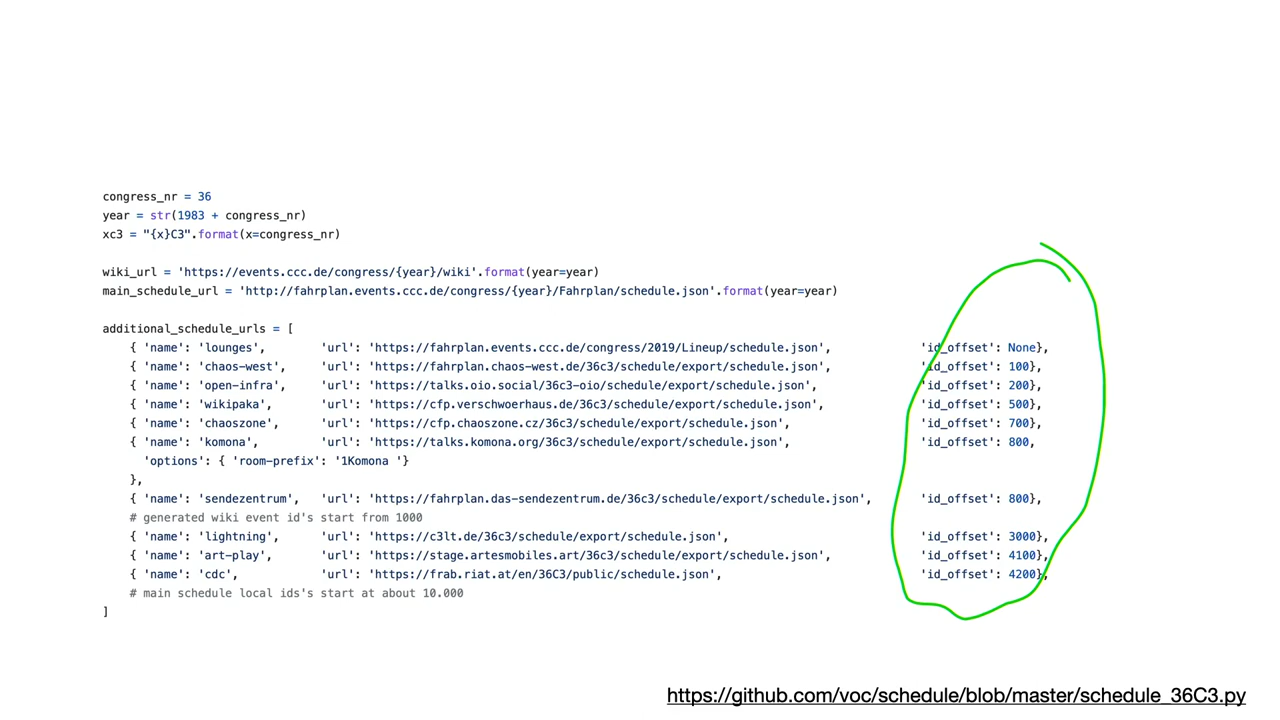 congress_nr = 36
year = str(1983 + congress_nr)
xc3 = "{x}C3".format(x=congress_nr)
wiki_url = 'https://events.ccc.de/congress/{year}/wiki'.format(year=year)
main_schedule_url = 'http://fahrplan.events.ccc.de/congress/{year}/Fahrplan/schedule.json'.format(year=year)
additional_schedule_urls = [
    { 'name': 'lounges', 'url': 'https://fahrplan.events.ccc.de/congress/2019/Lineup/schedule.json', 'id_offset': None},
    { 'name': 'chaos-west', 'url': 'https://fahrplan.chaos-west.de/36c3/schedule/export/schedule.json', 'id_offset': 100},
    { 'name': 'open-infra', 'url': 'https://talks.oio.social/36c3-oio/schedule/export/schedule.json', 'id_offset': 200},
    { 'name': 'wikipaka', 'url': 'https://cfp.verschwoerhaus.de/36c3/schedule/export/schedule.json', 'id_offset': 500},
    { 'name': 'chaoszone', 'url': 'https://cfp.chaoszone.cz/36c3/schedule/export/schedule.json', 'id_offset': 700},
    { 'name': 'komona', 'url': 'https://talks.komona.org/36c3/schedule/export/schedule.json', 'id_offset': 800,
      'options': { 'room-prefix': '1Komona '}
    },
    { 'name': 'sendezentrum', 'url': 'https://fahrplan.das-sendezentrum.de/36c3/schedule/export/schedule.json', 'id_offset': 800},
    # generated wiki event id's start from 1000
    { 'name': 'lightning', 'url': 'https://c3lt.de/36c3/schedule/export/schedule.json', 'id_offset': 3000},
    { 'name': 'art-play', 'url': 'https://stage.artesmobiles.art/36c3/schedule/export/schedule.json', 'id_offset': 4100},
    { 'name': 'cdc', 'url': 'https://frab.riat.at/en/36C3/public/schedule.json', 'id_offset': 4200},
    # main schedule local ids's start at about 10.000
]
https://github.com/voc/schedule/blob/master/schedule_36C3.py